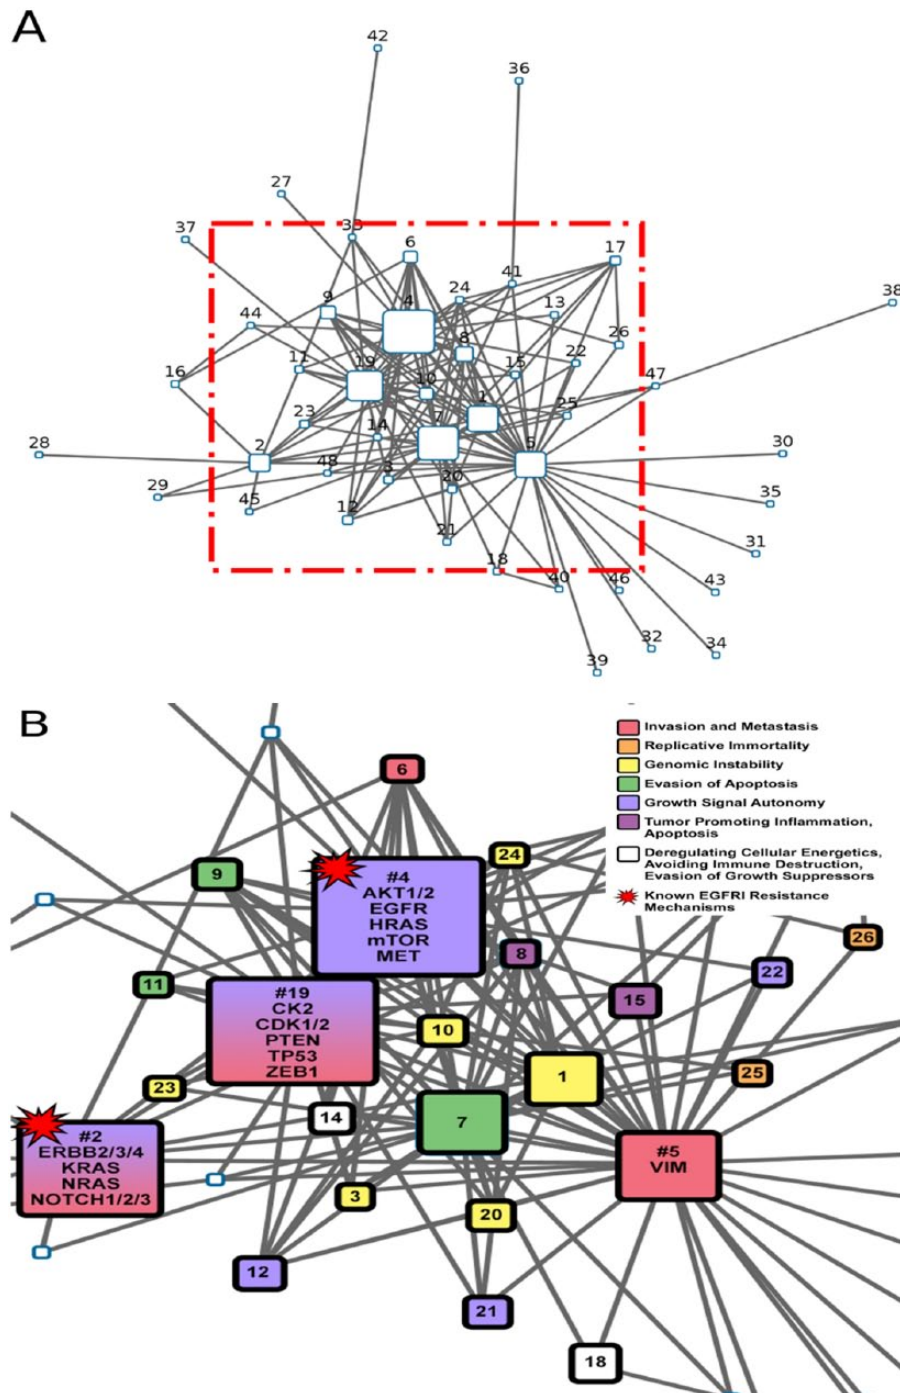 A
42
36
27
37
33
6
17
41
24
4
38
9
13
44
8
26
19
15
22
11
47
16
10
1
25
23
7
14
2
5
28
30
48
3
20
29
35
45
12
21
31
18
40
46
43
32
34
39
B
Invasion and Metastasis
Replicative Immortality
Genomic Instability
Evasion of Apoptosis
Growth Signal Autonomy
Tumor Promoting Inflammation,
Apoptosis
Deregulating Cellular Energetics,
Avoiding Immune Destruction,
Evasion of Growth Suppressors
Known EGFRI Resistance
Mechanisms
6
24
9
#4
AKT1/2
EGFR
HRAS
mTOR
MET
8
26
22
11
15
#19
CK2
CDK1/2
PTEN
TP53
ZEB1
10
1
25
23
14
7
#2
ERBB2/3/4
KRAS
NRAS
NOTCH1/2/3
#5
VIM
3
20
12
21
18